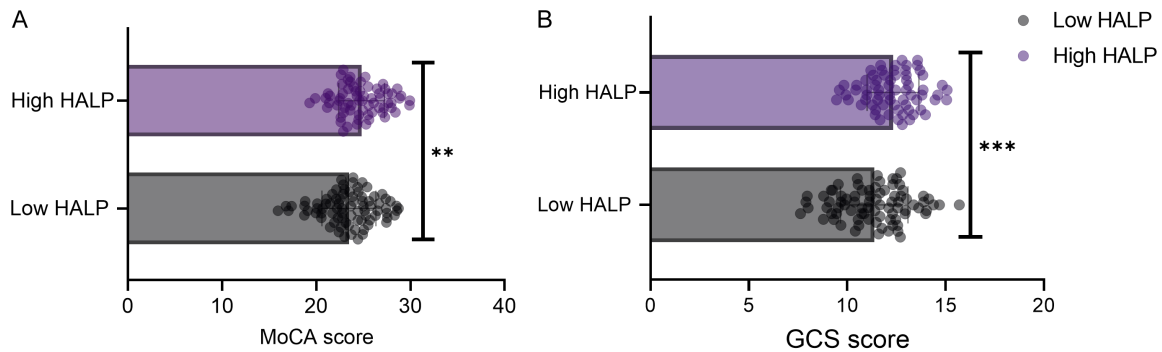 A
High HALP
Low HALP
**
0 10 20 30 40
MoCA score
B
Low HALP
High HALP
High HALP
Low HALP
***
0 5 10 15 20
GCS score